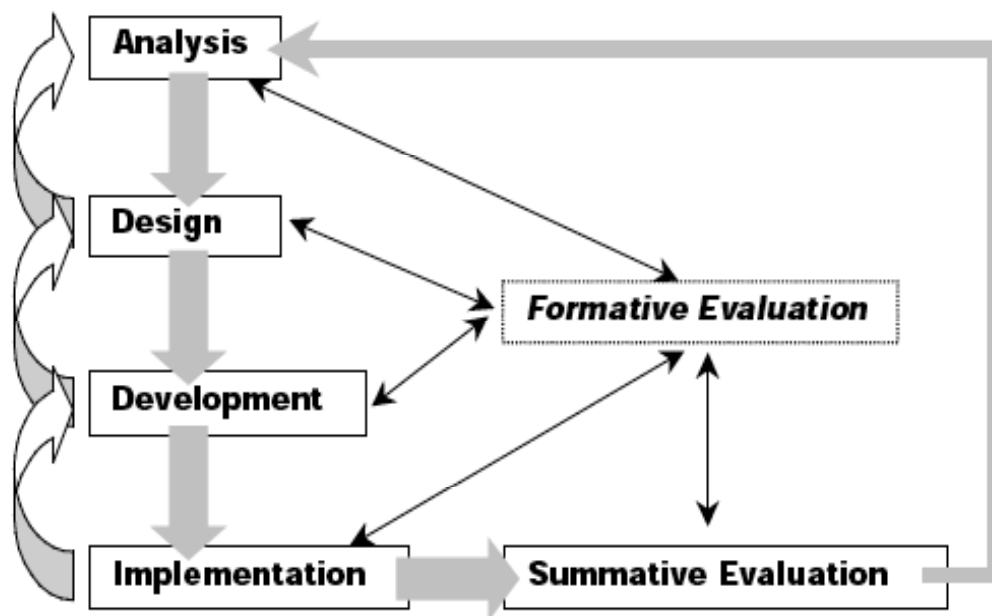 Analysis
Design
Formative Evaluation
Development
Implementation
Summative Evaluation